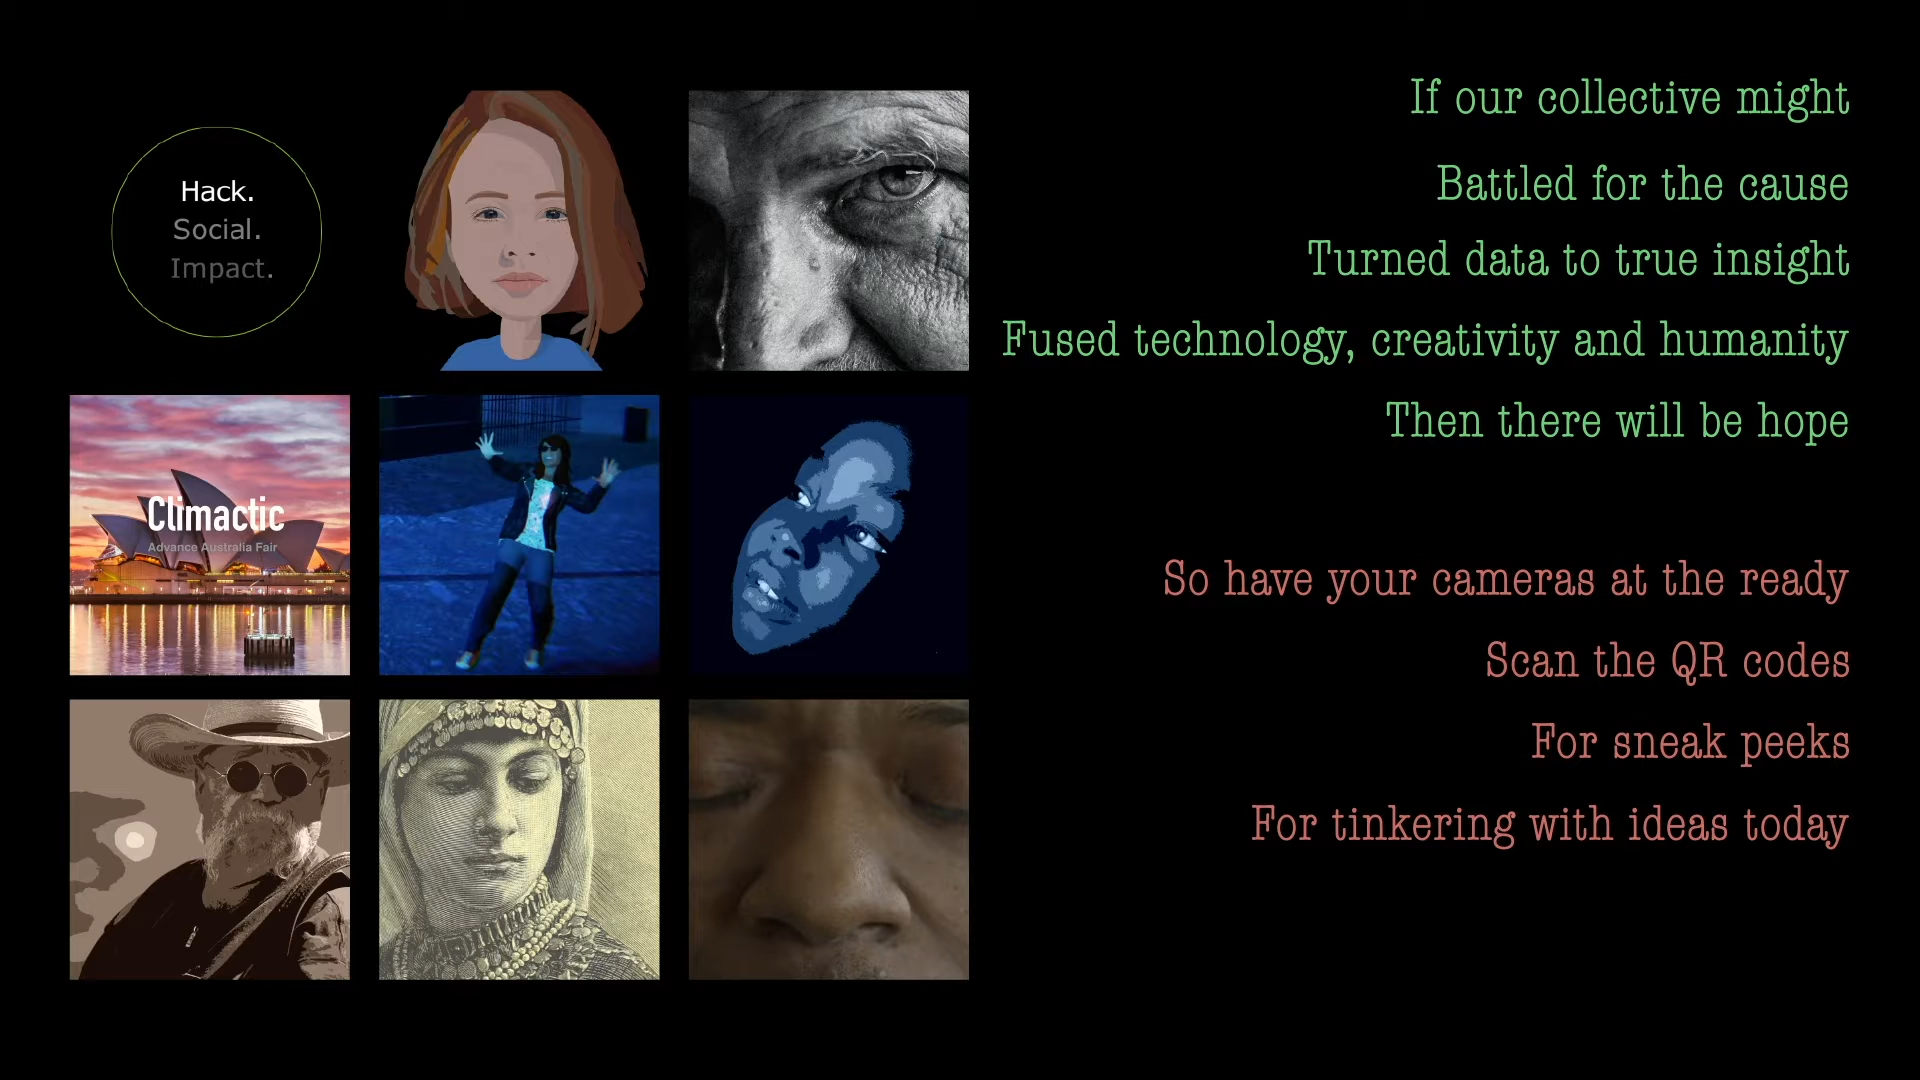 Hack.
Social.
Impact.
Climactic
Advance Australia Fair
If our collective might
Battled for the cause
Turned data to true insight
Fused technology, creativity and humanity
Then there will be hope
So have your cameras at the ready
Scan the QR codes
For sneak peeks
For tinkering with ideas today